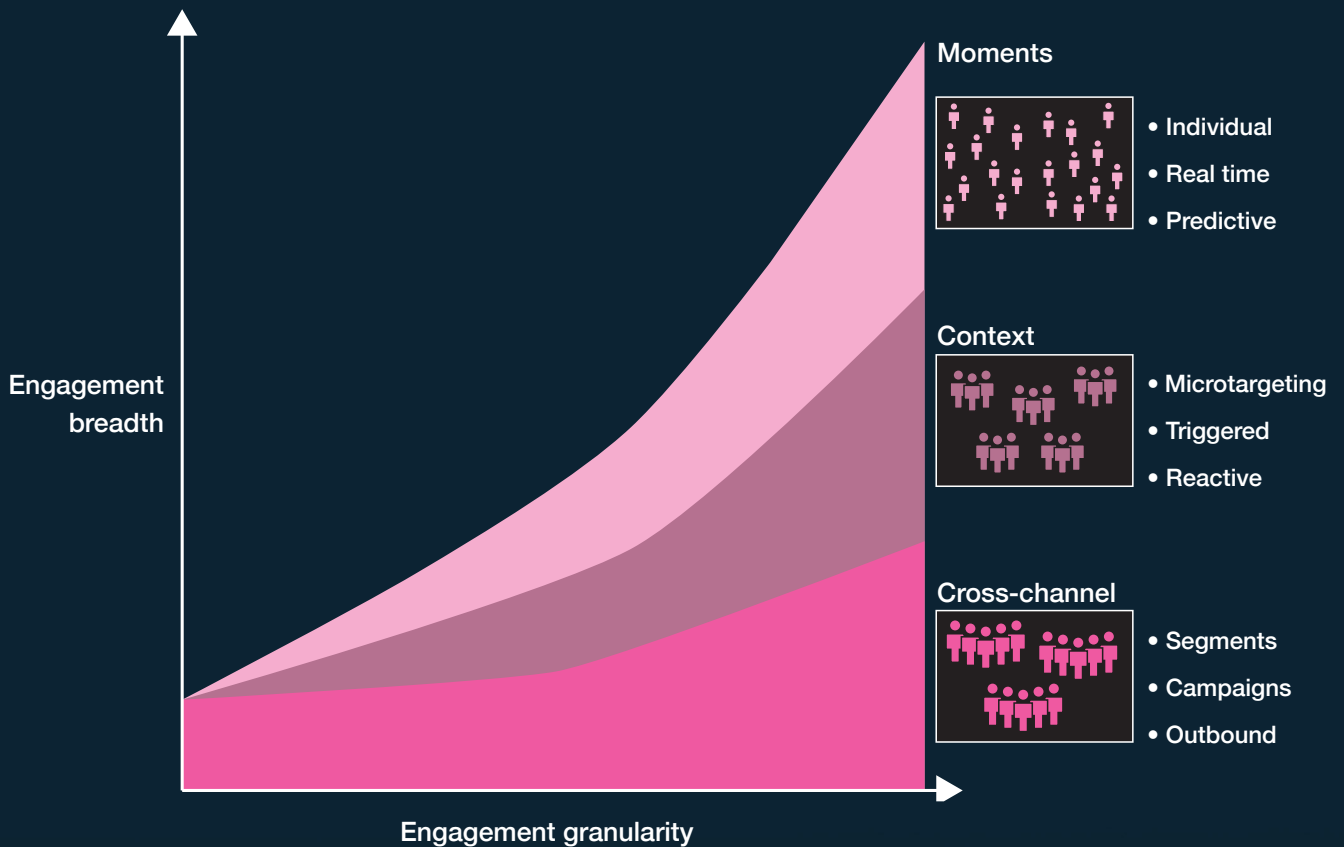 Moments
• Individual
• Real time
• Predictive
Engagement
breadth
Context
• Microtargeting
• Triggered
• Reactive
Cross-channel
• Segments
• Campaigns
• Outbound
Engagement granularity